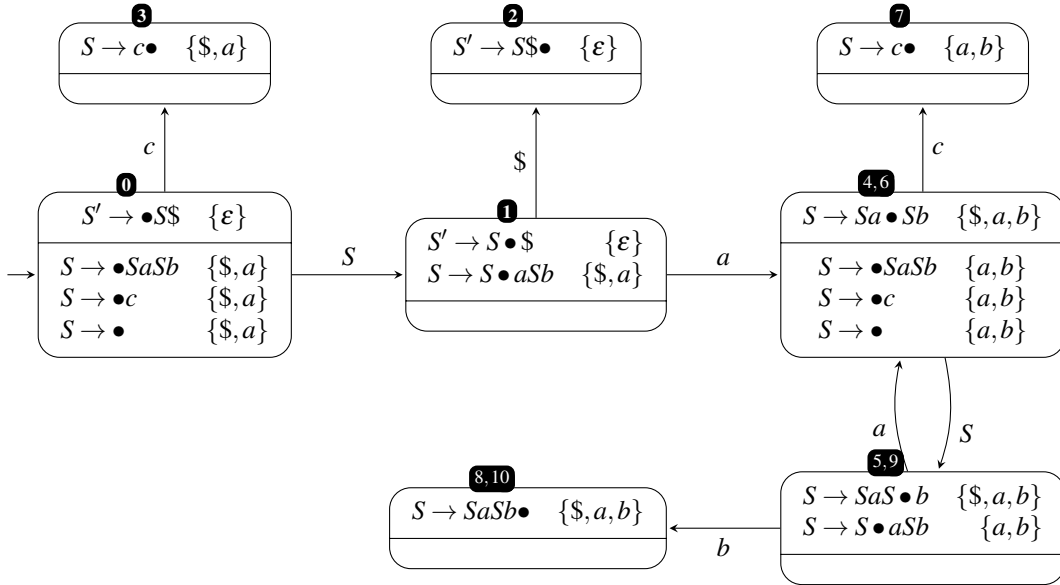 3
S → c● {$, a}
2
S′ → S$● {ε}
7
S → c● {a, b}
c
$
c
0
S′ → ●S$ {ε}
S → ●SaSb {$, a}
S → ●c {$, a}
S → ● {$, a}
S
1
S′ → S ● $ {ε}
S → S ● aSb {$, a}
a
4, 6
S → Sa ● Sb {$, a, b}
S → ●SaSb {a, b}
S → ●c {a, b}
S → ● {a, b}
a
S
5, 9
S → SaS ● b {$, a, b}
S → S ● aSb {a, b}
b
8, 10
S → SaSb● {$, a, b}